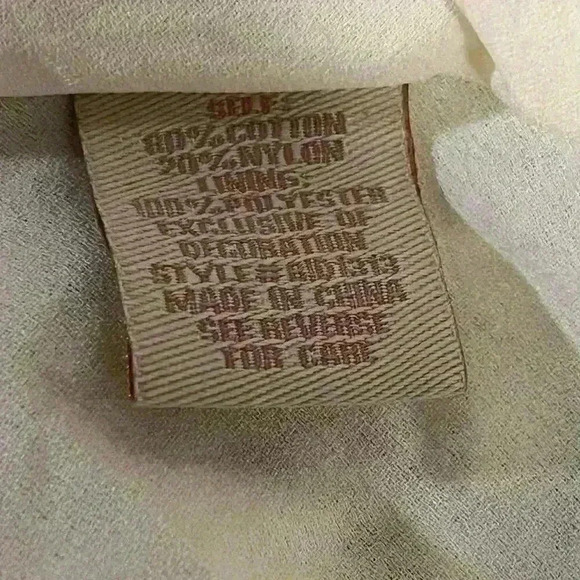 SELF:
80%COTTON
20%NYLON
LINING:
100%POLYESTER
EXCLUSIVE OF
DECORATION
MADE IN CHINA
SEE REVERSE
FOR CARE